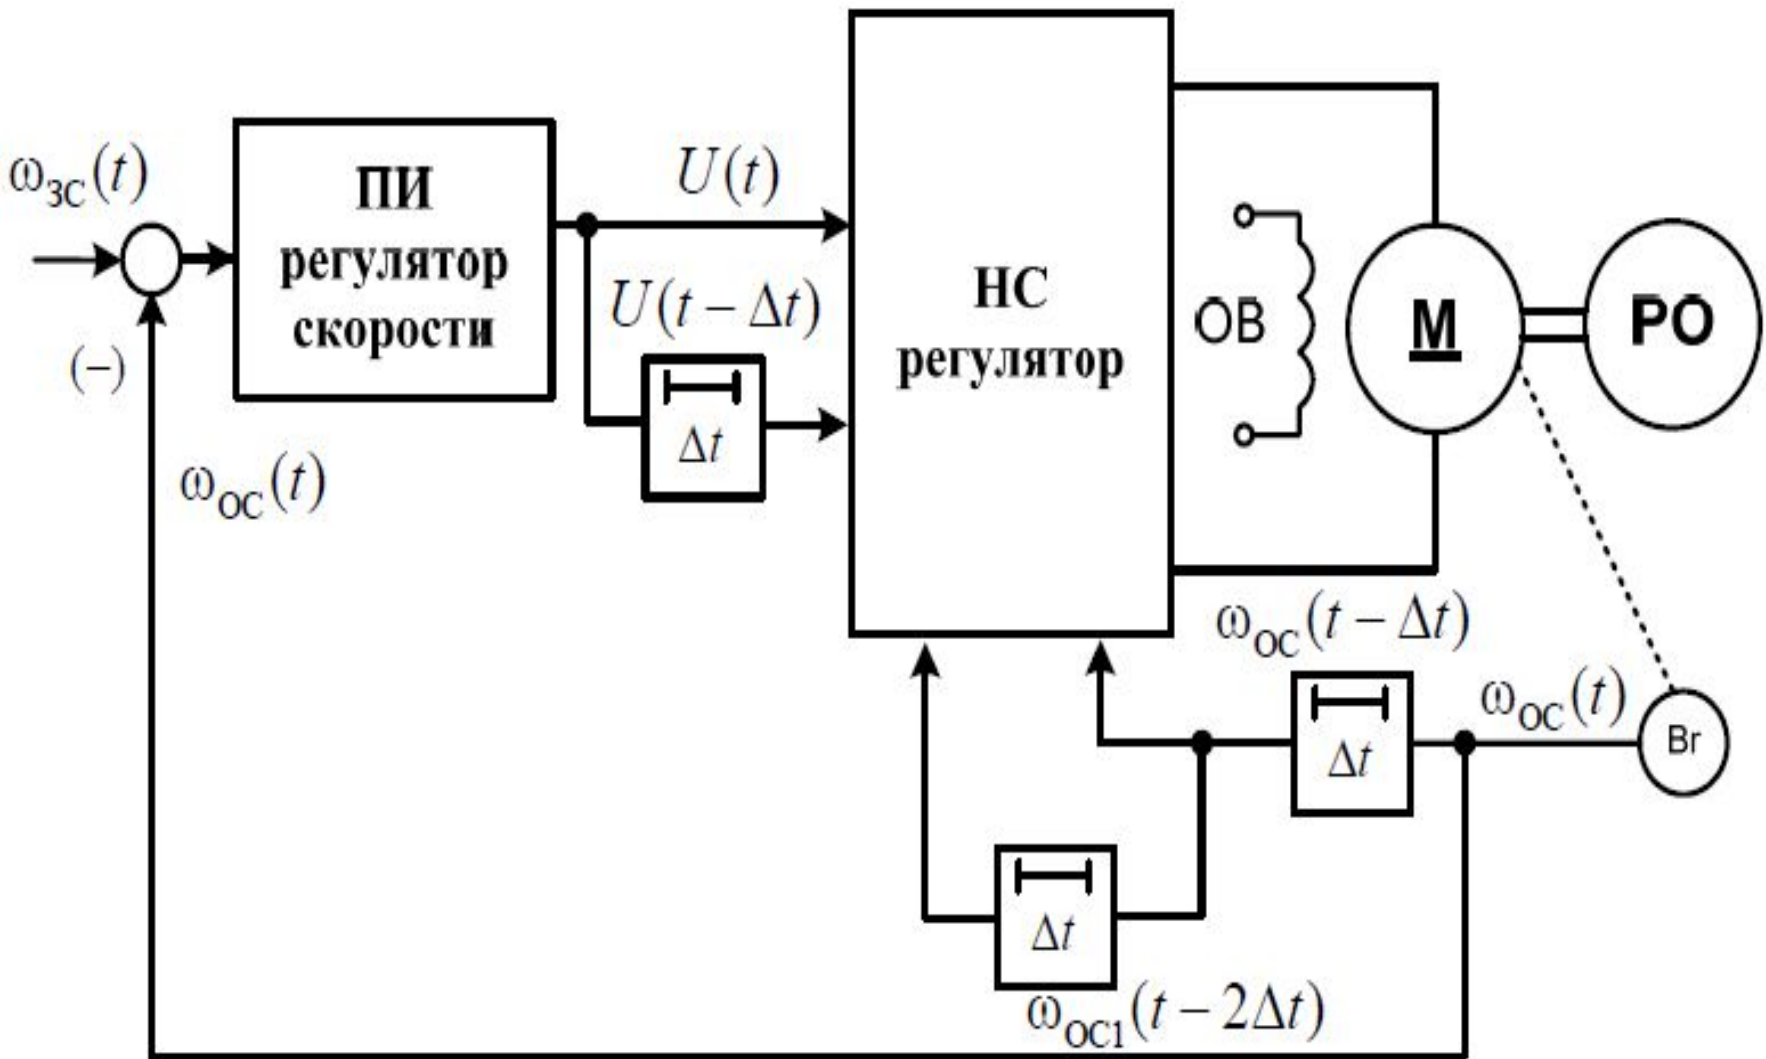 ω_ЗС(t)
(−)
ω_ОС(t)
ПИ
регулятор
скорости
U(t)
U(t − Δt)
Δt
НС
регулятор
ОВ
М
РО
ω_ОС(t − Δt)
ω_ОС(t)
Br
Δt
Δt
ω_ОС1(t − 2Δt)